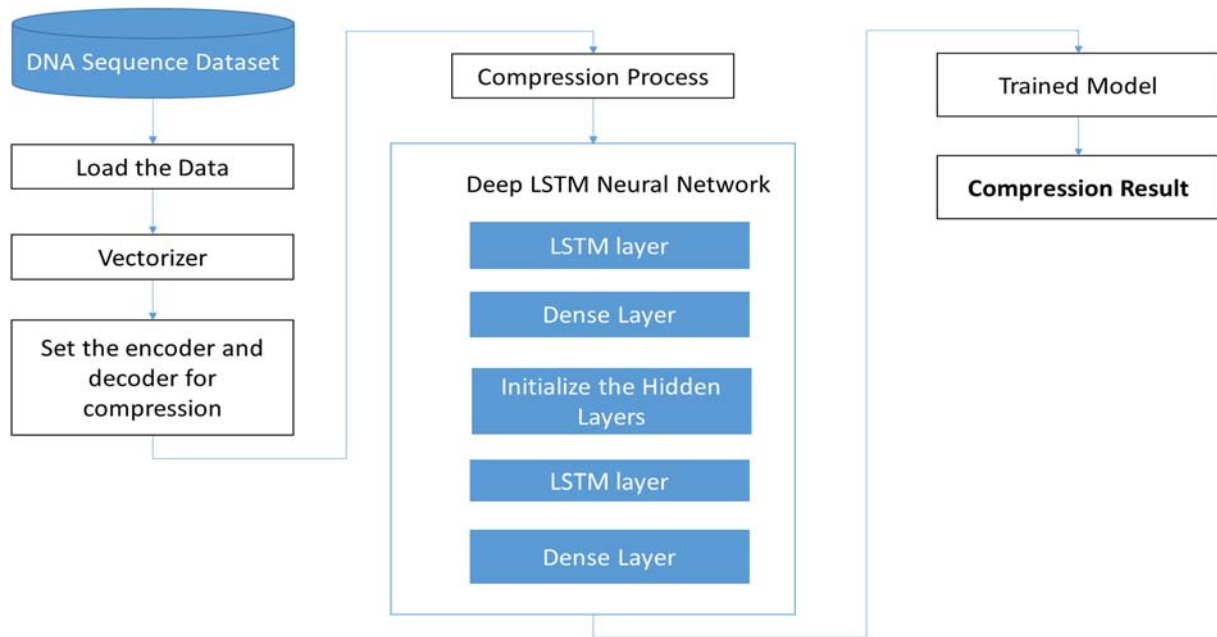 DNA Sequence Dataset
Load the Data
Vectorizer
Set the encoder and
decoder for
compression
Compression Process
Deep LSTM Neural Network
LSTM layer
Dense Layer
Initialize the Hidden
Layers
LSTM layer
Dense Layer
Trained Model
Compression Result